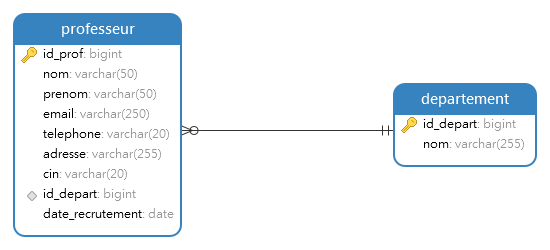 professeur
id_prof: bigint
nom: varchar(50)
prenom: varchar(50)
email: varchar(250)
telephone: varchar(20)
adresse: varchar(255)
cin: varchar(20)
id_depart: bigint
date_recrutement: date
departement
id_depart: bigint
nom: varchar(255)